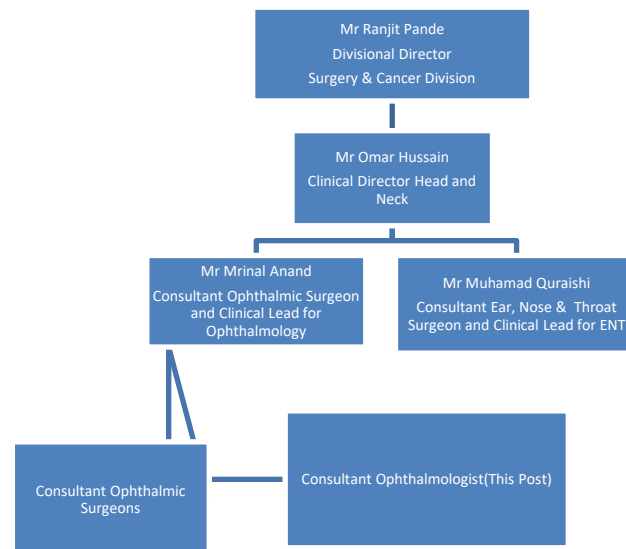 Mr Ranjit Pande
Divisional Director
Surgery & Cancer Division
Mr Omar Hussain
Clinical Director Head and
Neck
Mr Mrinal Anand
Consultant Ophthalmic Surgeon
and Clinical Lead for
Ophthalmology
Mr Muhamad Quraishi
Consultant Ear, Nose & Throat
Surgeon and Clinical Lead for ENT
Consultant Ophthalmic
Surgeons
Consultant Ophthalmologist(This Post)